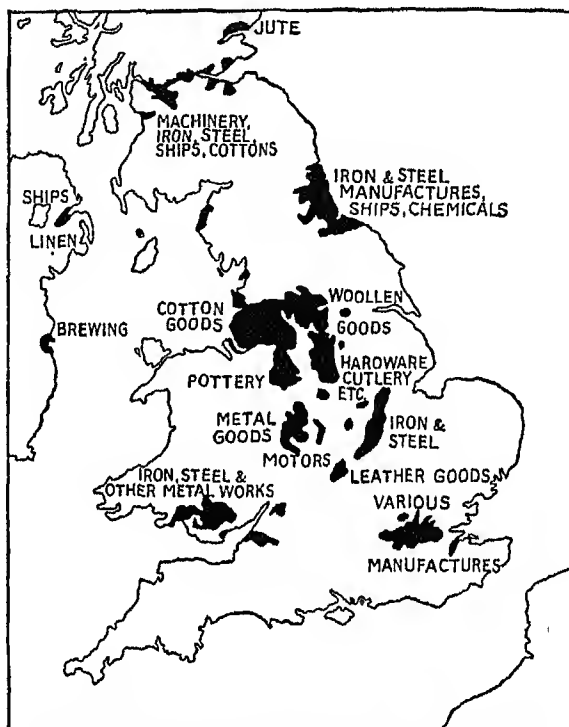 JUTE
MACHINERY,
IRON, STEEL,
SHIPS, COTTONS
IRON & STEEL
MANUFACTURES,
SHIPS, CHEMICALS
SHIPS
LINEN
COTTON
GOODS
WOOLLEN
GOODS
BREWING
HARDWARE
CUTLERY
ETC.
POTTERY
METAL
GOODS
IRON &
STEEL
MOTORS
LEATHER GOODS
IRON, STEEL &
OTHER METAL WORKS
VARIOUS
MANUFACTURES